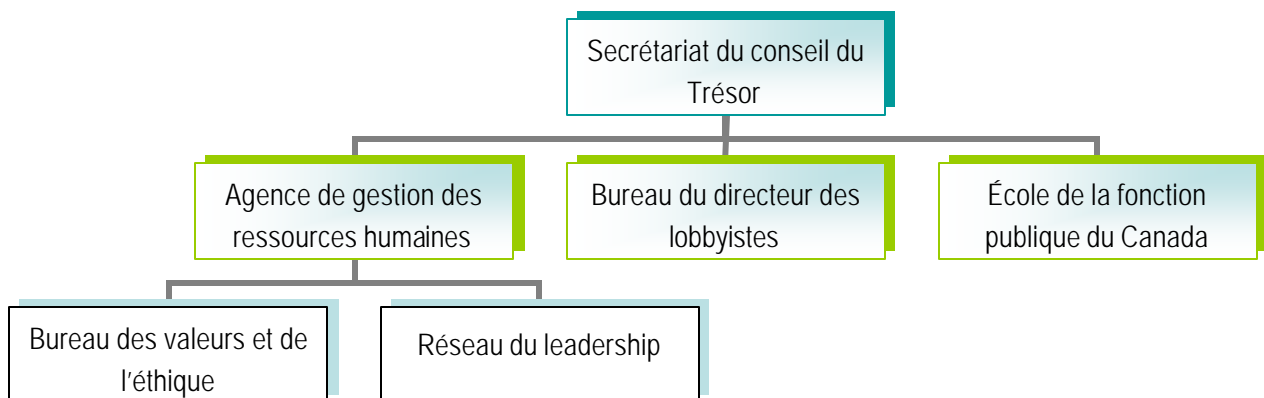 Secrétariat du conseil du
Trésor
Agence de gestion des
ressources humaines
Bureau du directeur des
lobbyistes
École de la fonction
publique du Canada
Bureau des valeurs et de
l'éthique
Réseau du leadership